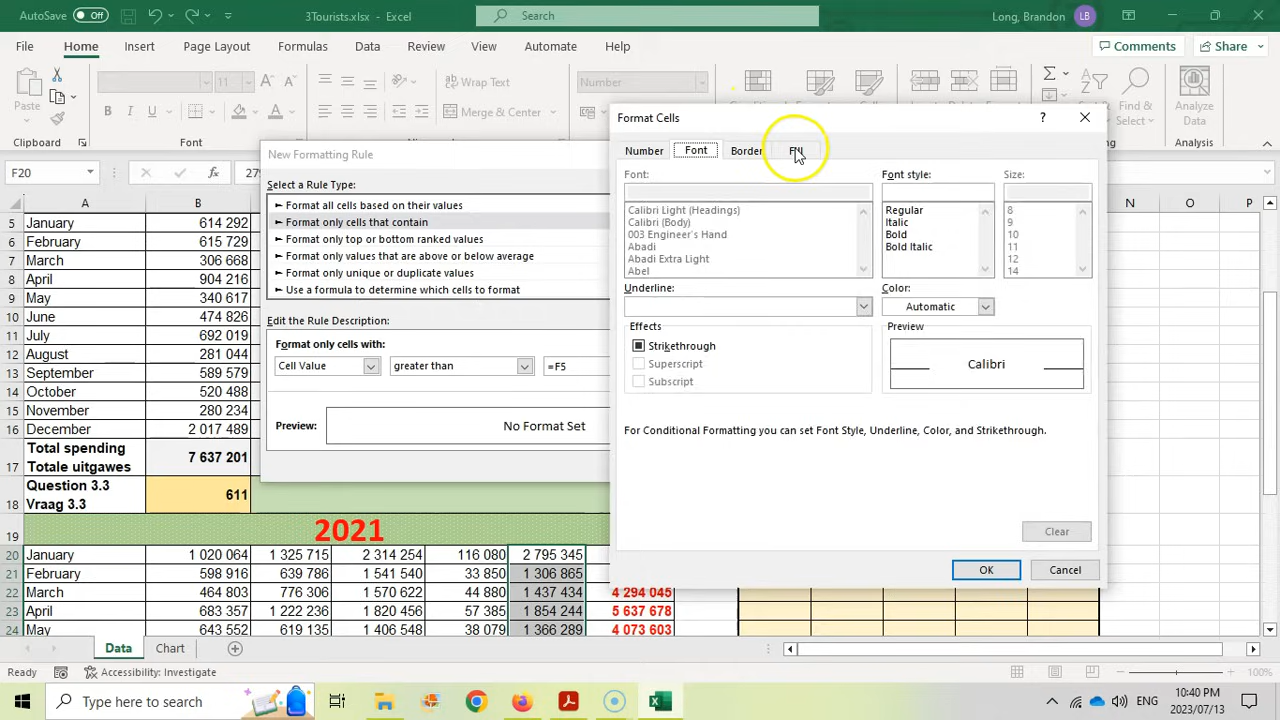 AutoSave Off 3Tourists.xlsx - Excel Search Long, Brandon LB
File Home Insert Page Layout Formulas Data Review View Automate Help Comments Share
Wrap Text Number
Paste Merge & Center Find & Analyze
Select Data
Clipboard Format Cells Analysis
F20 New Formatting Rule
Number Font Border Fill
Select a Rule Type:
Format all cells based on their values
Format only cells that contain
Format only top or bottom ranked values
Format only values that are above or below average
Format only unique or duplicate values
Use a formula to determine which cells to format
Edit the Rule Description:
Format only cells with:
Cell Value greater than =F5
Preview: No Format Set
Font: Font style: Size:
Calibri Light (Headings) Regular 8
Calibri (Body) Italic 9
003 Engineer's Hand Bold 10
Abadi Bold Italic 11
Abadi Extra Light 12
Abel 14
Underline: Color:
Automatic
Effects Preview
Strikethrough
Superscript Calibri
Subscript
For Conditional Formatting you can set Font Style, Underline, Color, and Strikethrough.
Clear
OK Cancel
A B N O P
5 January 614 292
6 February 615 729
7 March 306 668
8 April 904 216
9 May 340 617
10 June 474 826
11 July 692 019
12 August 281 044
13 September 589 579
14 October 520 488
15 November 280 234
16 December 2 017 489
Total spending
17 Totale uitgawes 7 637 201
Question 3.3
18 Vraag 3.3 611
19 2021
20 January 1 020 064 1 325 715 2 314 254 116 080 2 795 345
21 February 598 916 639 786 1 541 540 33 850 1 306 865
22 March 464 803 776 306 1 570 622 44 880 1 437 434 4 294 045
23 April 683 357 1 222 236 1 820 456 57 385 1 854 244 5 637 678
24 May 643 552 619 135 1 406 548 38 079 1 366 289 4 073 603
Data Chart
Ready Accessibility: Investigate 100%
Type here to search ENG 10:40 PM
2023/07/13